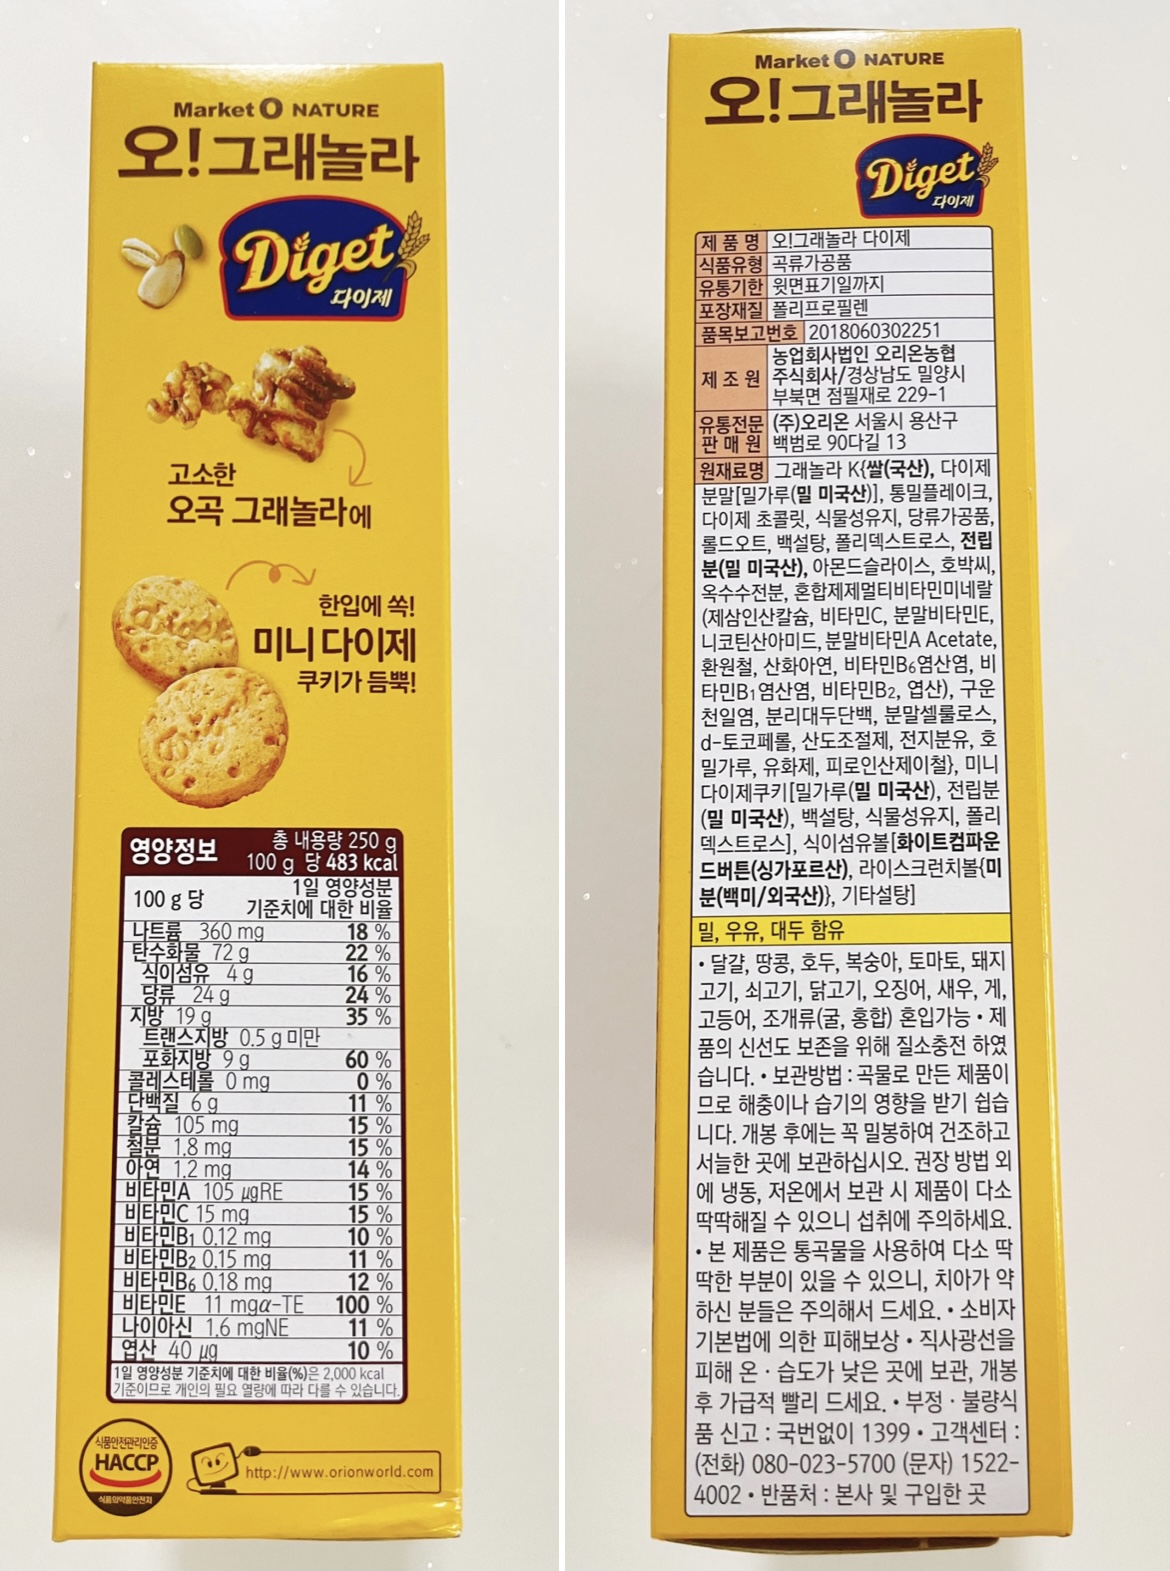 Market O NATURE
오!그래놀라
Diget
다이제
고소한
오곡 그래놀라에
한입에 쏙!
미니 다이제
쿠키가 듬뿍!
영양정보
총 내용량 250 g
100 g 당 483 kcal
100 g 당
1일 영양성분
기준치에 대한 비율
나트륨 360 mg 18 %
탄수화물 72 g 22 %
식이섬유 4 g 16 %
당류 24 g 24 %
지방 19 g 35 %
트랜스지방 0.5 g 미만
포화지방 9 g 60 %
콜레스테롤 0 mg 0 %
단백질 6 g 11 %
칼슘 105 mg 15 %
철분 1.8 mg 15 %
아연 1.2 mg 14 %
비타민A 105 μgRE 15 %
비타민C 15 mg 15 %
비타민B1 0.12 mg 10 %
비타민B2 0.15 mg 11 %
비타민B6 0.18 mg 12 %
비타민E 11 mgα-TE 100 %
나이아신 1.6 mgNE 11 %
엽산 40 μg 10 %
1일 영양성분 기준치에 대한 비율(%)은 2,000 kcal
기준이므로 개인의 필요 열량에 따라 다를 수 있습니다.
식품안전관리인증
HACCP
식품의약품안전처
http://www.orionworld.com
Market O NATURE
오!그래놀라
Diget
다이제
제 품 명 오!그래놀라 다이제
식품유형 곡류가공품
유통기한 윗면표기일까지
포장재질 폴리프로필렌
품목보고번호 2018060302251
제 조 원 농업회사법인 오리온농협
주식회사/경상남도 밀양시
부북면 점필재로 229-1
유통전문 (주)오리온 서울시 용산구
판 매 원 백범로 90다길 13
원재료명 그래놀라 K{쌀(국산), 다이제
분말[밀가루(밀 미국산)], 통밀플레이크,
다이제 초콜릿, 식물성유지, 당류가공품,
롤드오트, 백설탕, 폴리덱스트로스, 전립
분(밀 미국산), 아몬드슬라이스, 호박씨,
옥수수전분, 혼합제제멀티비타민미네랄
(제삼인산칼슘, 비타민C, 분말비타민E,
니코틴산아미드, 분말비타민A Acetate,
환원철, 산화아연, 비타민B6염산염, 비
타민B1염산염, 비타민B2, 엽산), 구운
천일염, 분리대두단백, 분말셀룰로스,
d-토코페롤, 산도조절제, 전지분유, 호
밀가루, 유화제, 피로인산제이철}, 미니
다이제쿠키[밀가루(밀 미국산), 전립분
(밀 미국산), 백설탕, 식물성유지, 폴리
덱스트로스], 식이섬유볼[화이트컴파운
드버튼(싱가포르산), 라이스크런치볼{미
분(백미/외국산)}, 기타설탕]
밀, 우유, 대두 함유
• 달걀, 땅콩, 호두, 복숭아, 토마토, 돼지
고기, 쇠고기, 닭고기, 오징어, 새우, 게,
고등어, 조개류(굴, 홍합) 혼입가능 • 제
품의 신선도 보존을 위해 질소충전 하였
습니다. • 보관방법 : 곡물로 만든 제품이
므로 해충이나 습기의 영향을 받기 쉽습
니다. 개봉 후에는 꼭 밀봉하여 건조하고
서늘한 곳에 보관하십시오. 권장 방법 외
에 냉동, 저온에서 보관 시 제품이 다소
딱딱해질 수 있으니 섭취에 주의하세요.
• 본 제품은 통곡물을 사용하여 다소 딱
딱한 부분이 있을 수 있으니, 치아가 약
하신 분들은 주의해서 드세요. • 소비자
기본법에 의한 피해보상 • 직사광선을
피해 온 · 습도가 낮은 곳에 보관, 개봉
후 가급적 빨리 드세요. • 부정 · 불량식
품 신고 : 국번없이 1399 • 고객센터 :
(전화) 080-023-5700 (문자) 1522-
4002 • 반품처 : 본사 및 구입한 곳